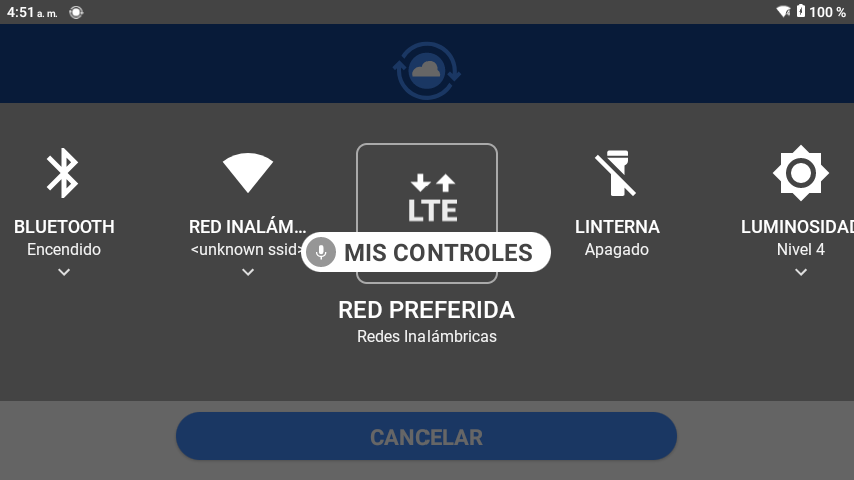 4:51 a. m.
100 %
BLUETOOTH
Encendido
RED INALÁM…
<unknown ssid>
LTE
MIS CONTROLES
RED PREFERIDA
Redes Inalámbricas
LINTERNA
Apagado
LUMINOSIDAD
Nivel 4
CANCELAR